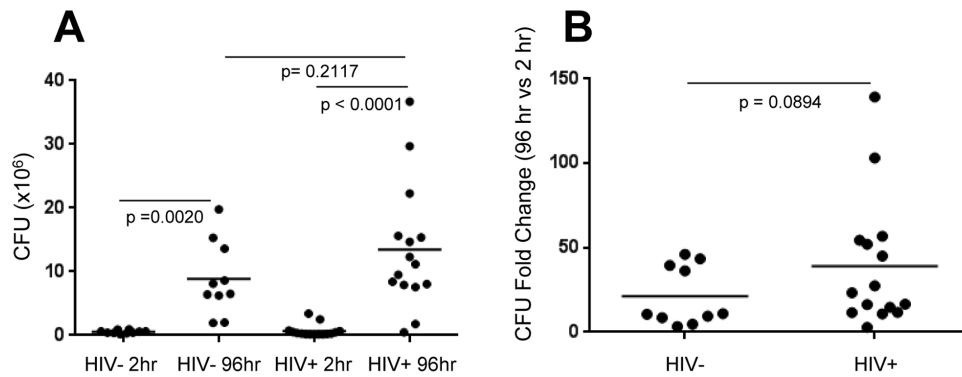 A
CFU (x10⁶)
40
30
20
10
0
p =0.0020
p= 0.2117
p < 0.0001
HIV- 2hr
HIV- 96hr
HIV+ 2hr
HIV+ 96hr
B
CFU Fold Change (96 hr vs 2 hr)
150
100
50
0
p = 0.0894
HIV-
HIV+